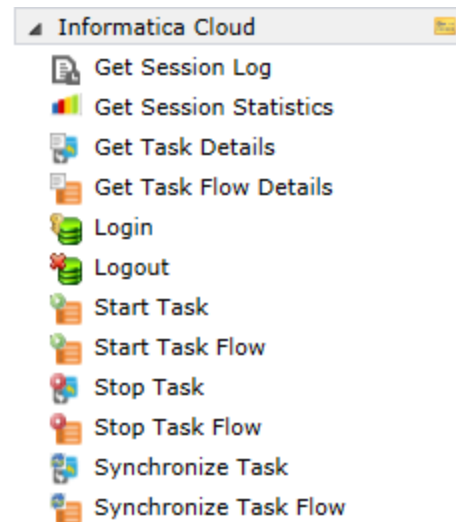 Informatica Cloud
Get Session Log
Get Session Statistics
Get Task Details
Get Task Flow Details
Login
Logout
Start Task
Start Task Flow
Stop Task
Stop Task Flow
Synchronize Task
Synchronize Task Flow